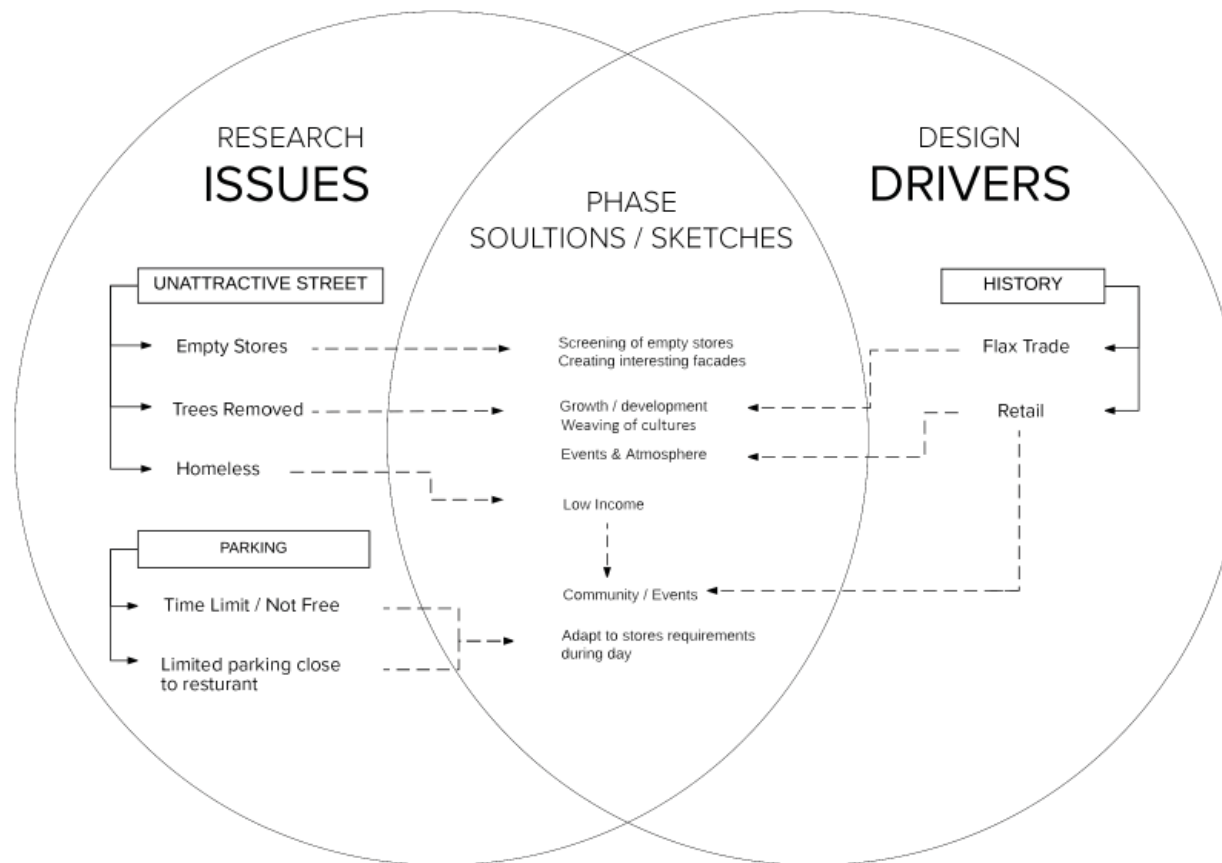 RESEARCH
ISSUES
UNATTRACTIVE STREET
Empty Stores
Trees Removed
Homeless
PARKING
Time Limit / Not Free
Limited parking close
to resturant
PHASE
SOULTIONS / SKETCHES
Screening of empty stores
Creating interesting facades
Growth / development
Weaving of cultures
Events & Atmosphere
Low Income
Community / Events
Adapt to stores requirements
during day
DESIGN
DRIVERS
HISTORY
Flax Trade
Retail